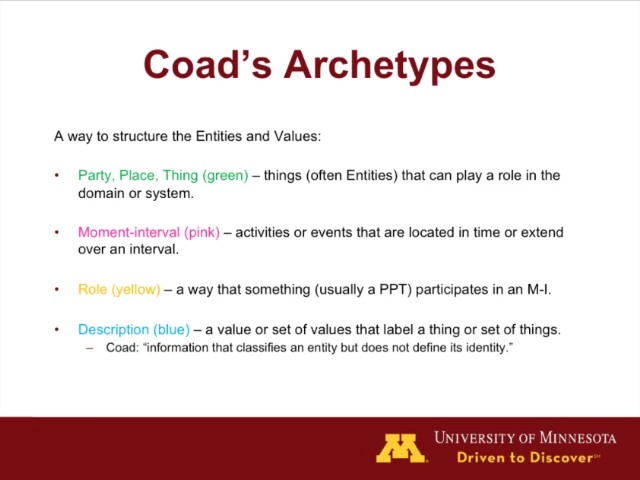 Coad’s Archetypes
A way to structure the Entities and Values:
• Party, Place, Thing (green) – things (often Entities) that can play a role in the
domain or system.
• Moment-interval (pink) – activities or events that are located in time or extend
over an interval.
• Role (yellow) – a way that something (usually a PPT) participates in an M-I.
• Description (blue) – a value or set of values that label a thing or set of things.
– Coad: “information that classifies an entity but does not define its identity.”
M
UNIVERSITY OF MINNESOTA
Driven to Discover℠